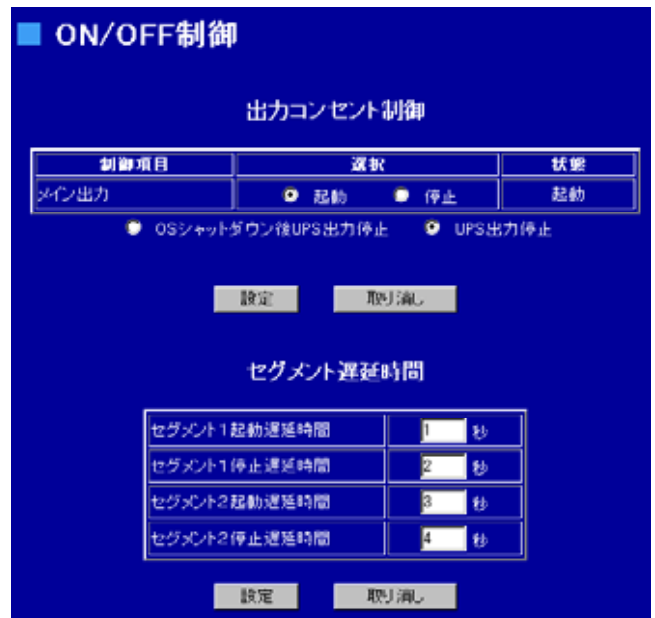 ON/OFF制御
出力コンセント制御
制御項目 選択 状態
メイン出力 起動 停止 起動
OSシャットダウン後UPS出力停止 UPS出力停止
設定 取り消し
セグメント遅延時間
セグメント1起動遅延時間 1 秒
セグメント1停止遅延時間 2 秒
セグメント2起動遅延時間 3 秒
セグメント2停止遅延時間 4 秒
設定 取り消し